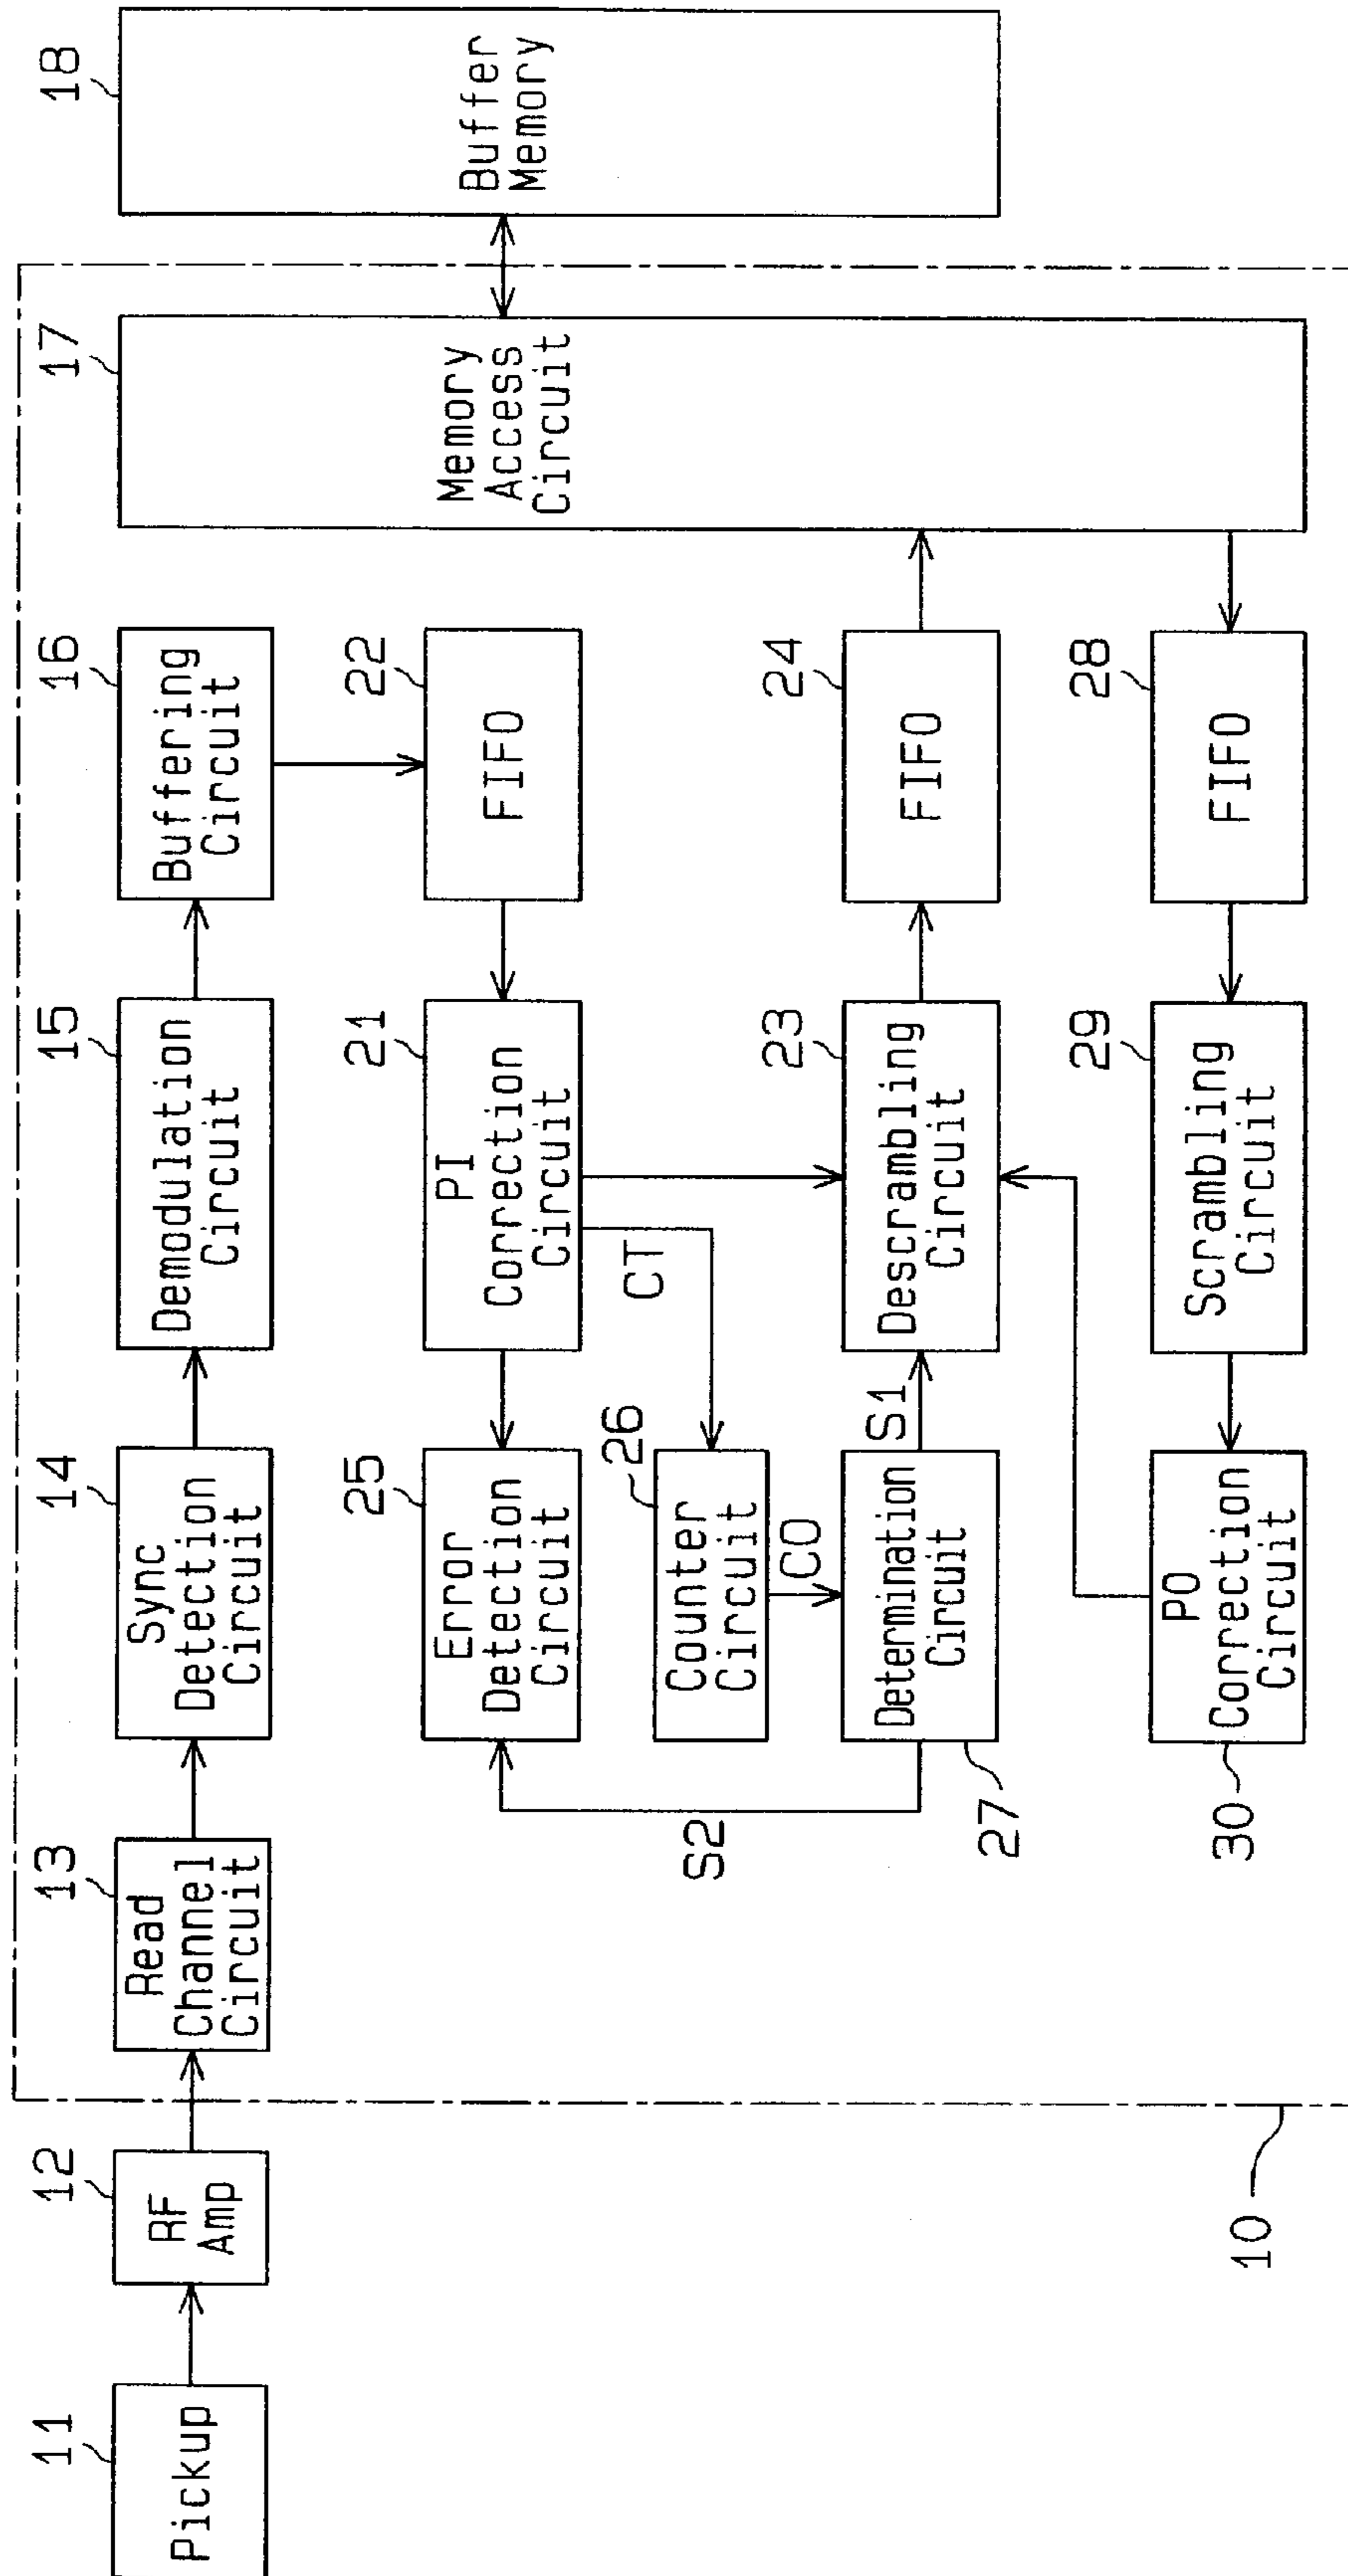 11
Pickup
12
RF
Amp
13
Read
Channel
Circuit
14
Sync
Detection
Circuit
15
Demodulation
Circuit
16
Buffering
Circuit
17
Memory
Access
Circuit
18
Buffer
Memory
25
Error
Detection
Circuit
21
PI
Correction
Circuit
22
FIFO
CT
26
Counter
Circuit
CO
S2
27
Determination
Circuit
S1
23
Descrambling
Circuit
24
FIFO
30
PO
Correction
Circuit
29
Scrambling
Circuit
28
FIFO
10